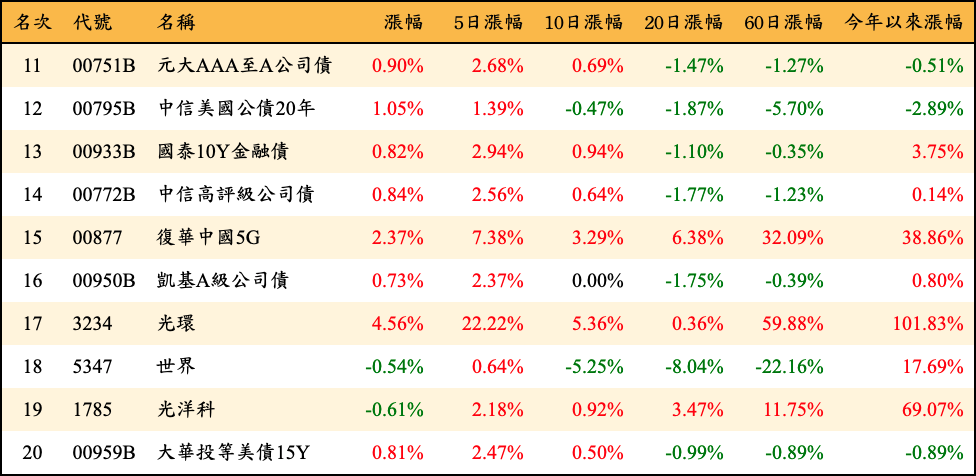 名次 代號 名稱 漲幅 5日漲幅 10日漲幅 20日漲幅 60日漲幅 今年以來漲幅
11 00751B 元大AAA至A公司債 0.90% 2.68% 0.69% -1.47% -1.27% -0.51%
12 00795B 中信美國公債20年 1.05% 1.39% -0.47% -1.87% -5.70% -2.89%
13 00933B 國泰10Y金融債 0.82% 2.94% 0.94% -1.10% -0.35% 3.75%
14 00772B 中信高評級公司債 0.84% 2.56% 0.64% -1.77% -1.23% 0.14%
15 00877 復華中國5G 2.37% 7.38% 3.29% 6.38% 32.09% 38.86%
16 00950B 凱基A級公司債 0.73% 2.37% 0.00% -1.75% -0.39% 0.80%
17 3234 光環 4.56% 22.22% 5.36% 0.36% 59.88% 101.83%
18 5347 世界 -0.54% 0.64% -5.25% -8.04% -22.16% 17.69%
19 1785 光洋科 -0.61% 2.18% 0.92% 3.47% 11.75% 69.07%
20 00959B 大華投等美債15Y 0.81% 2.47% 0.50% -0.99% -0.89% -0.89%